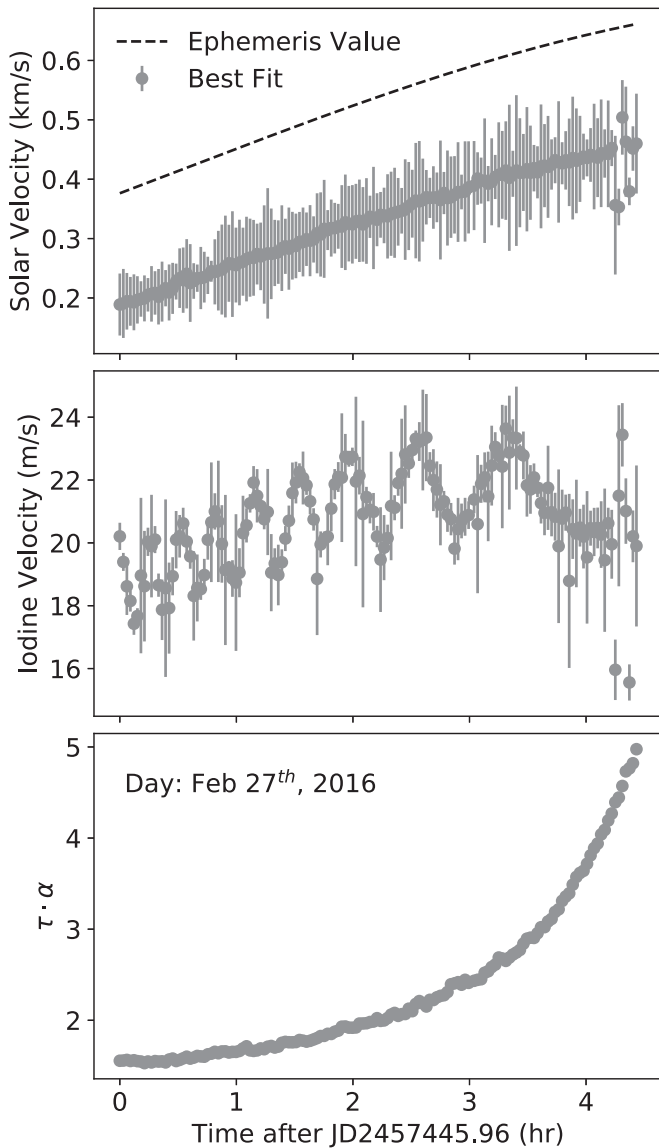 Ephemeris Value
Best Fit
Solar Velocity (km/s)
0.6
0.5
0.4
0.3
0.2
Iodine Velocity (m/s)
24
22
20
18
16
Day: Feb 27th, 2016
τ · α
5
4
3
2
0 1 2 3 4
Time after JD2457445.96 (hr)